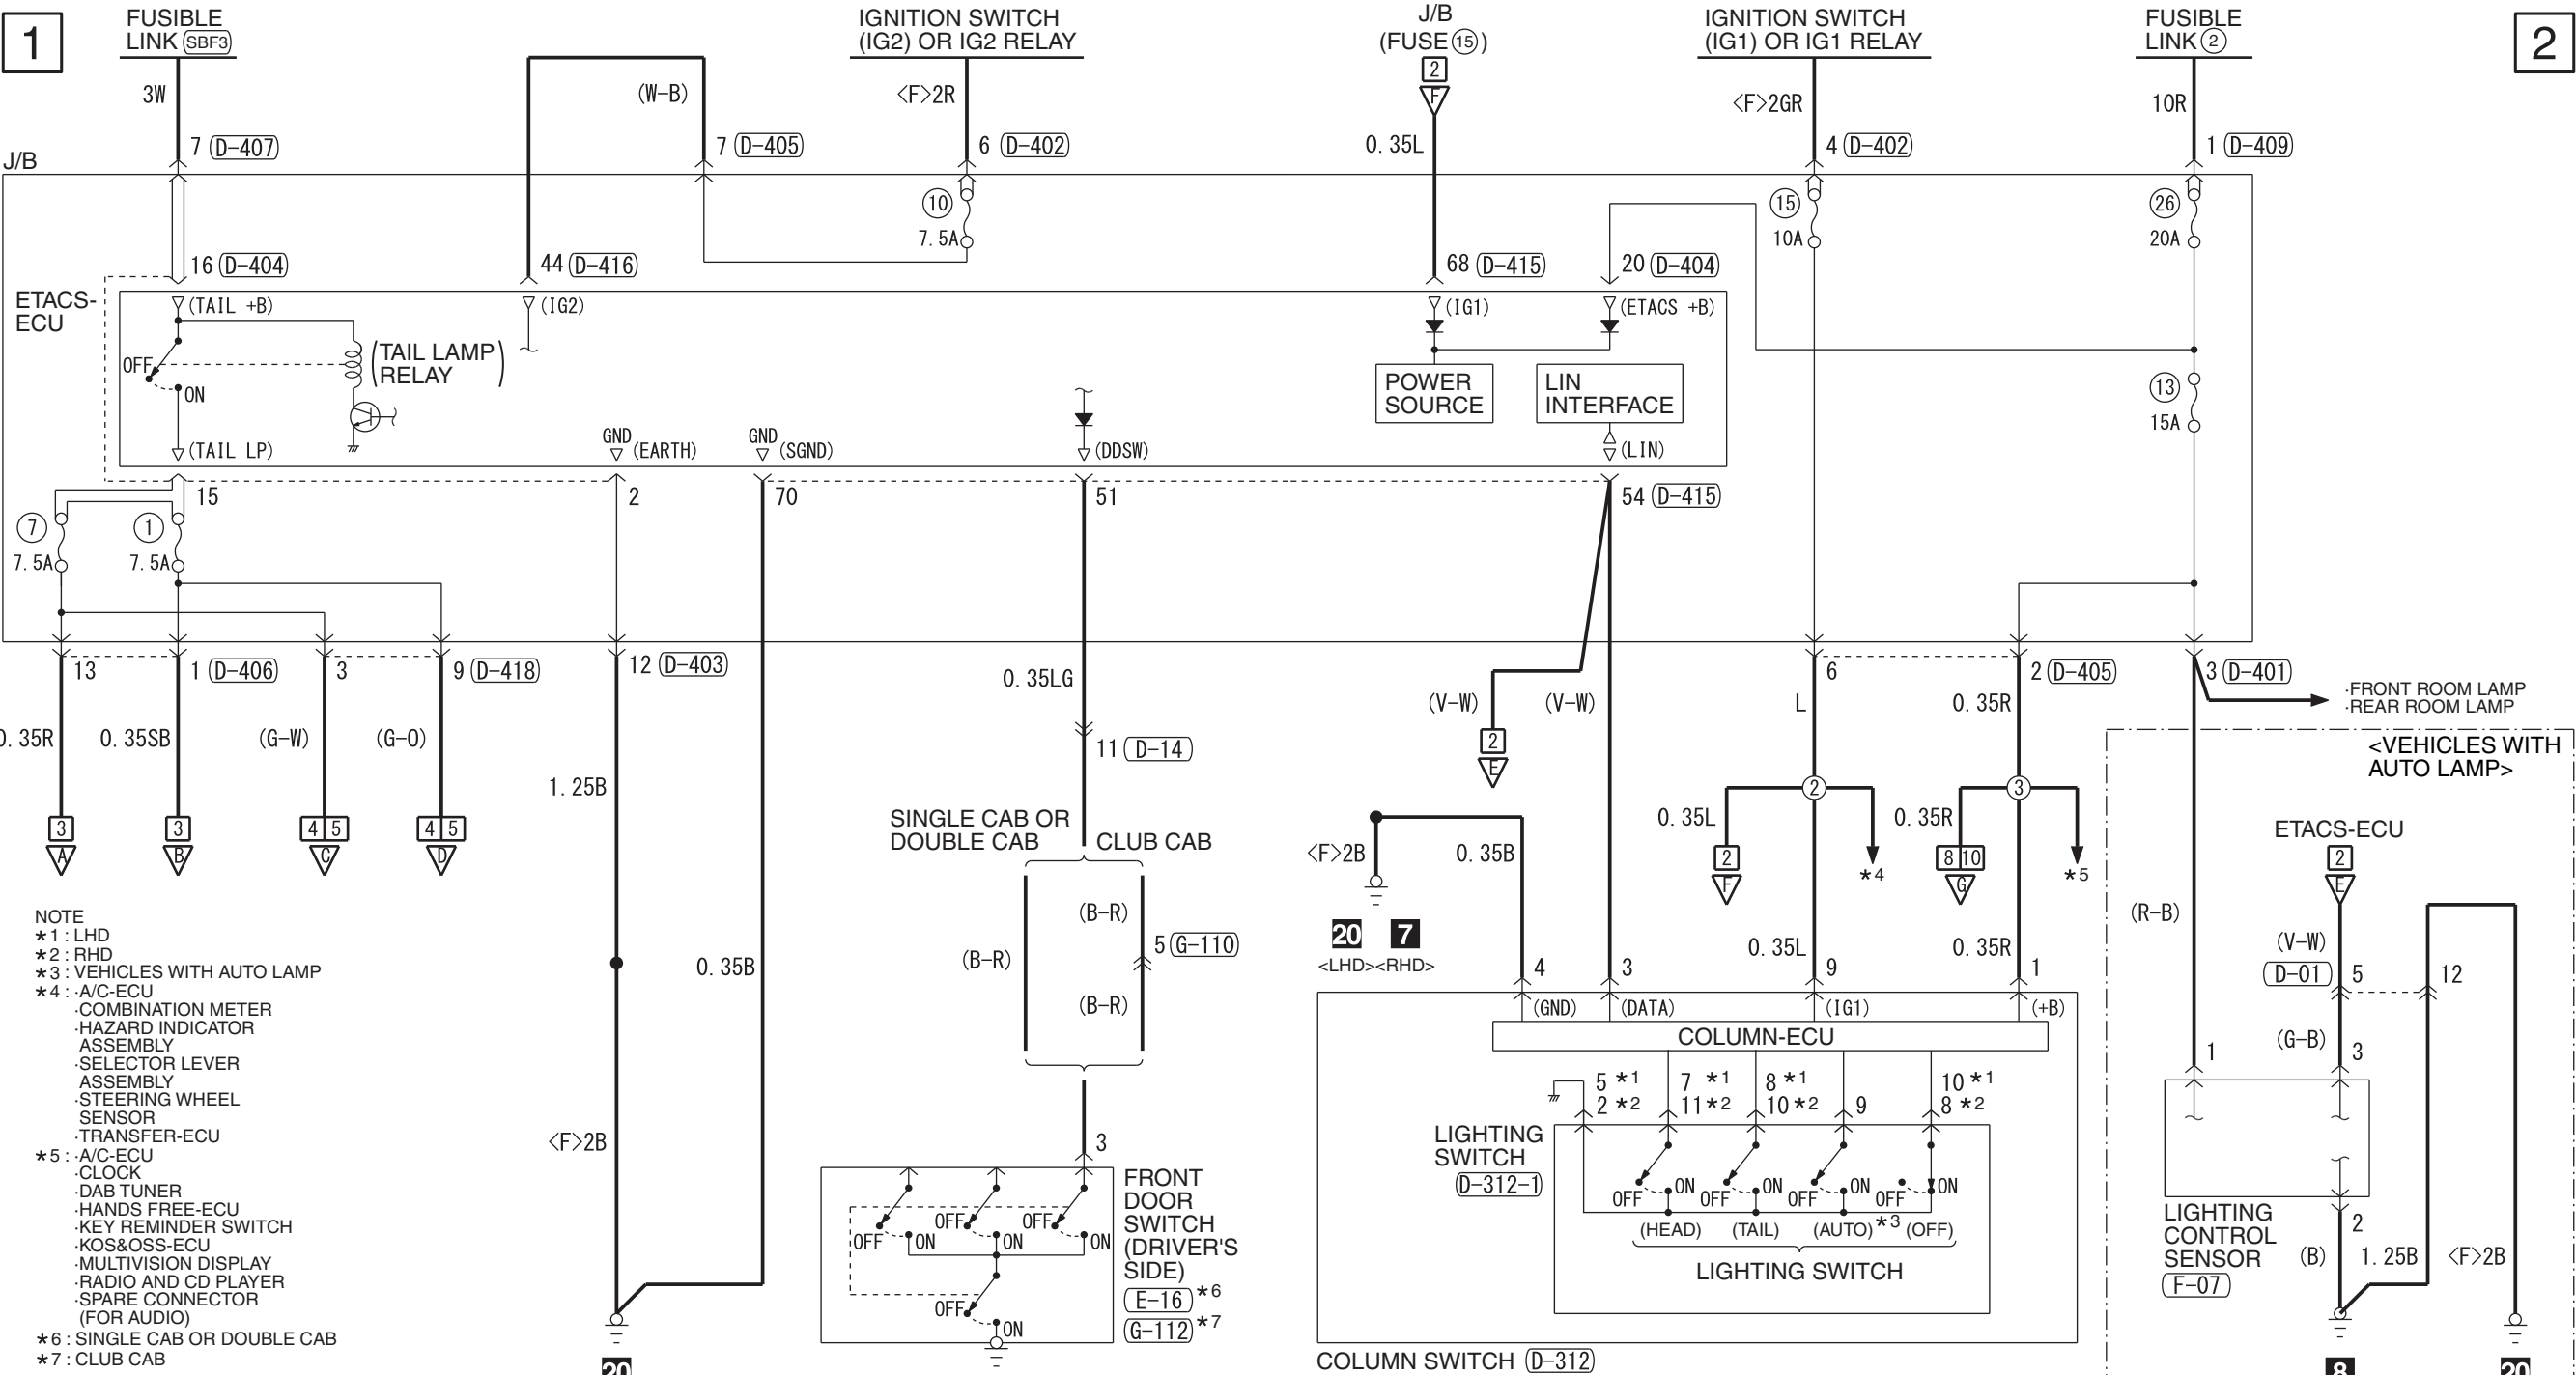 1
FUSIBLE
LINK SBF3
IGNITION SWITCH
(IG2) OR IG2 RELAY
J/B
(FUSE 15)
IGNITION SWITCH
(IG1) OR IG1 RELAY
FUSIBLE
LINK 2
2
3W
(W-B)
<F>2R
2
F
0.35L
<F>2GR
10R
J/B
7 D-407
7 D-405
6 D-402
4 D-402
1 D-409
10
7.5A
15
10A
26
20A
16 D-404
44 D-416
68 D-415
20 D-404
ETACS-
ECU
(TAIL +B)
(IG2)
(IG1)
(ETACS +B)
OFF
ON
(TAIL LAMP
RELAY)
POWER
SOURCE
LIN
INTERFACE
13
15A
(TAIL LP)
GND
(EARTH)
GND
(SGND)
(DDSW)
(LIN)
15
2
70
51
54 D-415
7
7.5A
1
7.5A
13
1 D-406
3
9 D-418
12 D-403
6
2 D-405
3 D-401
·FRONT ROOM LAMP
·REAR ROOM LAMP
0.35R
0.35SB
(G-W)
(G-O)
1.25B
0.35LG
(V-W)
(V-W)
L
0.35R
<VEHICLES WITH
AUTO LAMP>
11 D-14
2
E
3
A
3
B
4 5
C
4 5
D
SINGLE CAB OR
DOUBLE CAB
CLUB CAB
<F>2B
0.35B
0.35L
2
0.35R
3
2
F
*4
8 10
G
*5
ETACS-ECU
2
E
NOTE
*1 : LHD
*2 : RHD
*3 : VEHICLES WITH AUTO LAMP
*4 : ·A/C-ECU
·COMBINATION METER
·HAZARD INDICATOR
ASSEMBLY
·SELECTOR LEVER
ASSEMBLY
·STEERING WHEEL
SENSOR
·TRANSFER-ECU
*5 : ·A/C-ECU
·CLOCK
·DAB TUNER
·HANDS FREE-ECU
·KEY REMINDER SWITCH
·KOS&OSS-ECU
·MULTIVISION DISPLAY
·RADIO AND CD PLAYER
·SPARE CONNECTOR
(FOR AUDIO)
*6 : SINGLE CAB OR DOUBLE CAB
*7 : CLUB CAB
<F>2B
20
0.35B
(B-R)
(B-R)
5 G-110
(B-R)
3
OFF
ON
OFF
ON
OFF
ON
OFF
ON
FRONT
DOOR
SWITCH
(DRIVER'S
SIDE)
E-16 *6
G-112 *7
20 7
<LHD><RHD>
0.35L
0.35R
4
3
9
1
(GND)
(DATA)
(IG1)
(+B)
COLUMN-ECU
5 *1
2 *2
7 *1
11 *2
8 *1
10 *2
9
10 *1
8 *2
LIGHTING
SWITCH
D-312-1
OFF
ON
OFF
ON
OFF
ON
OFF
ON
(HEAD)
(TAIL)
(AUTO) *3
(OFF)
LIGHTING SWITCH
COLUMN SWITCH D-312
(R-B)
(V-W)
D-01 5
12
(G-B)
1
3
LIGHTING
CONTROL
SENSOR
F-07
2
(B)
1.25B
<F>2B
8
20